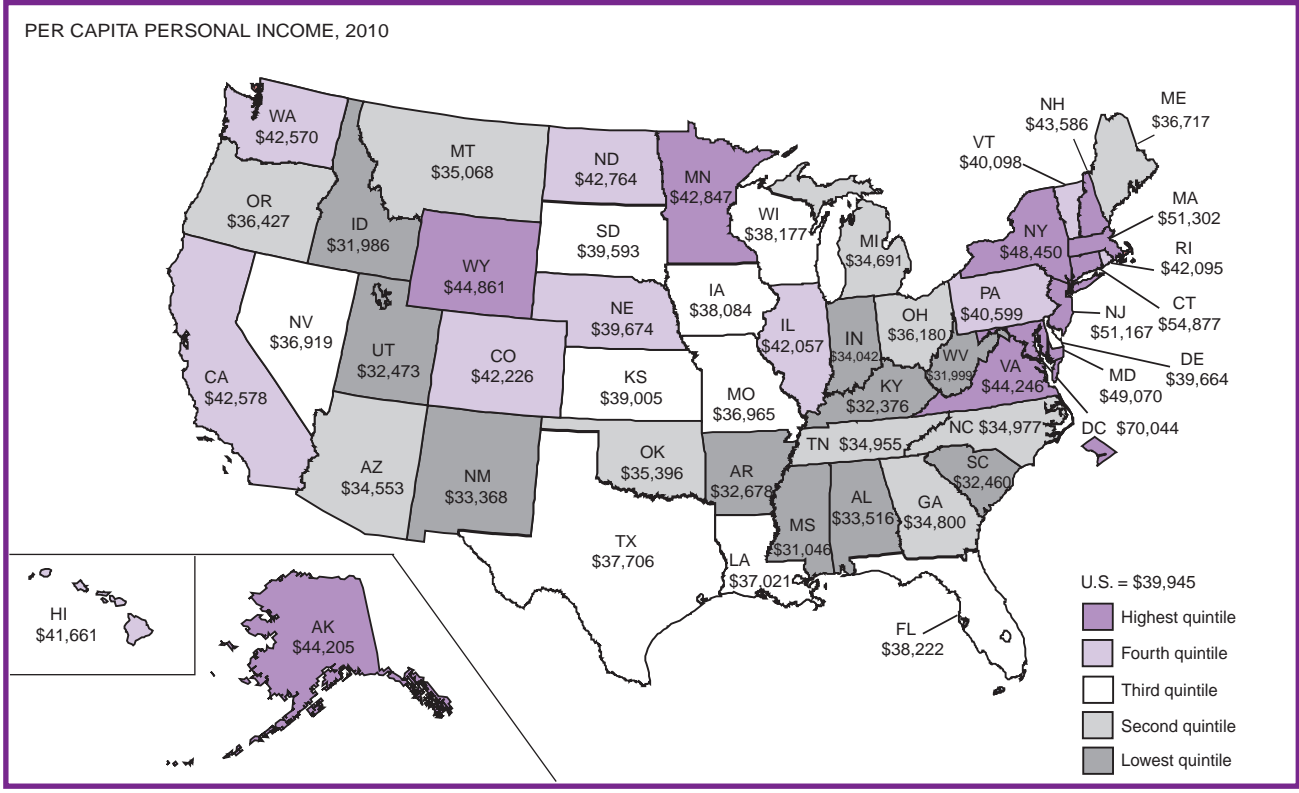 PER CAPITA PERSONAL INCOME, 2010
WA
$42,570
MT
$35,068
ND
$42,764
MN
$42,847
OR
$36,427
ID
$31,986
WY
$44,861
SD
$39,593
WI
$38,177
MI
$34,691
NH
$43,586
ME
$36,717
VT
$40,098
MA
$51,302
NY
$48,450
RI
$42,095
CT
$54,877
NJ
$51,167
PA
$40,599
DE
$39,664
MD
$49,070
DC $70,044
NV
$36,919
UT
$32,473
CO
$42,226
NE
$39,674
IA
$38,084
IL
$42,057
IN
$34,042
OH
$36,180
WV
$31,999
VA
$44,246
CA
$42,578
KS
$39,005
MO
$36,965
KY
$32,376
NC $34,977
TN $34,955
AZ
$34,553
NM
$33,368
OK
$35,396
AR
$32,678
SC
$32,460
MS
$31,046
AL
$33,516
GA
$34,800
TX
$37,706
LA
$37,021
FL
$38,222
HI
$41,661
AK
$44,205
U.S. = $39,945
Highest quintile
Fourth quintile
Third quintile
Second quintile
Lowest quintile